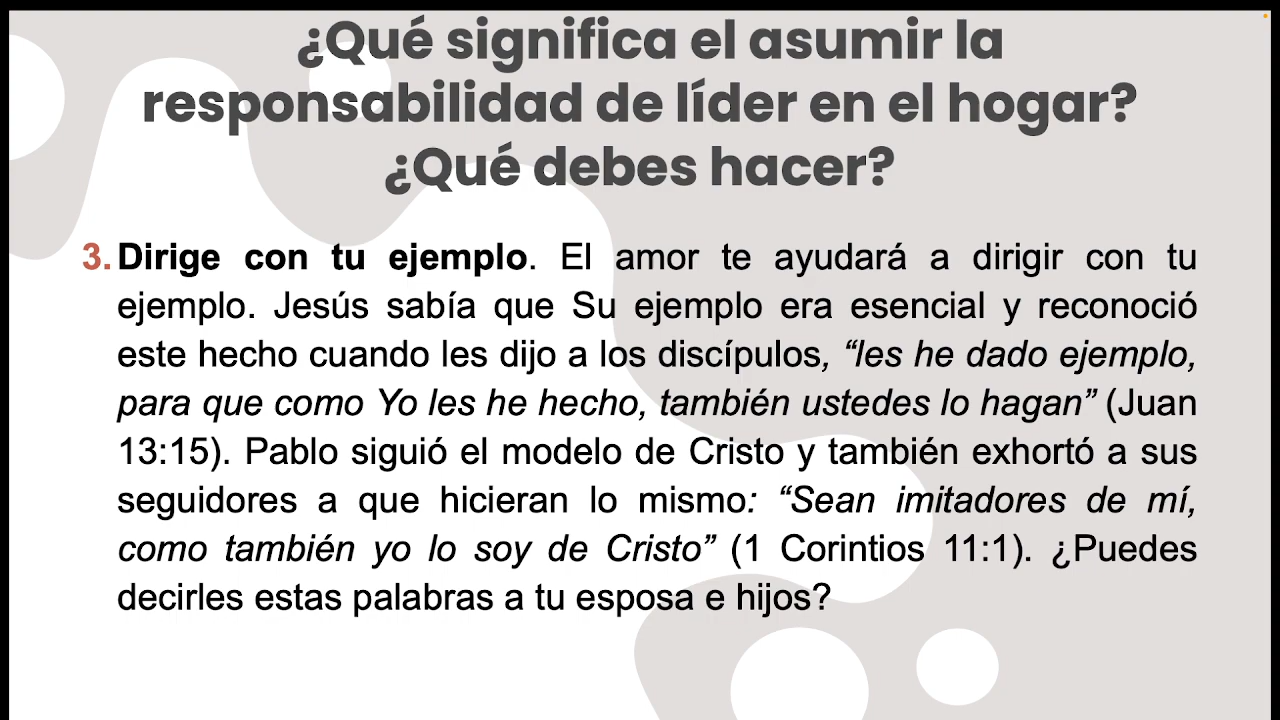 ¿Qué significa el asumir la
responsabilidad de líder en el hogar?
¿Qué debes hacer?
3. Dirige con tu ejemplo. El amor te ayudará a dirigir con tu
ejemplo. Jesús sabía que Su ejemplo era esencial y reconoció
este hecho cuando les dijo a los discípulos, “les he dado ejemplo,
para que como Yo les he hecho, también ustedes lo hagan” (Juan
13:15). Pablo siguió el modelo de Cristo y también exhortó a sus
seguidores a que hicieran lo mismo: “Sean imitadores de mí,
como también yo lo soy de Cristo” (1 Corintios 11:1). ¿Puedes
decirles estas palabras a tu esposa e hijos?